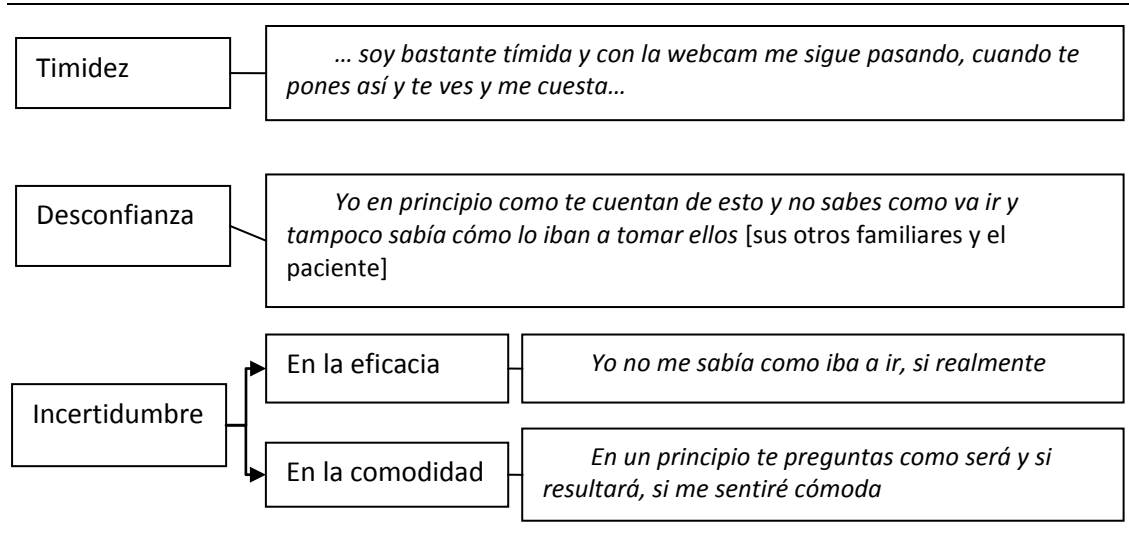 Timidez
… soy bastante tímida y con la webcam me sigue pasando, cuando te
pones así y te ves y me cuesta…
Desconfianza
Yo en principio como te cuentan de esto y no sabes como va ir y
tampoco sabía cómo lo iban a tomar ellos [sus otros familiares y el
paciente]
Incertidumbre
En la eficacia
Yo no me sabía como iba a ir, si realmente
En la comodidad
En un principio te preguntas como será y si
resultará, si me sentiré cómoda